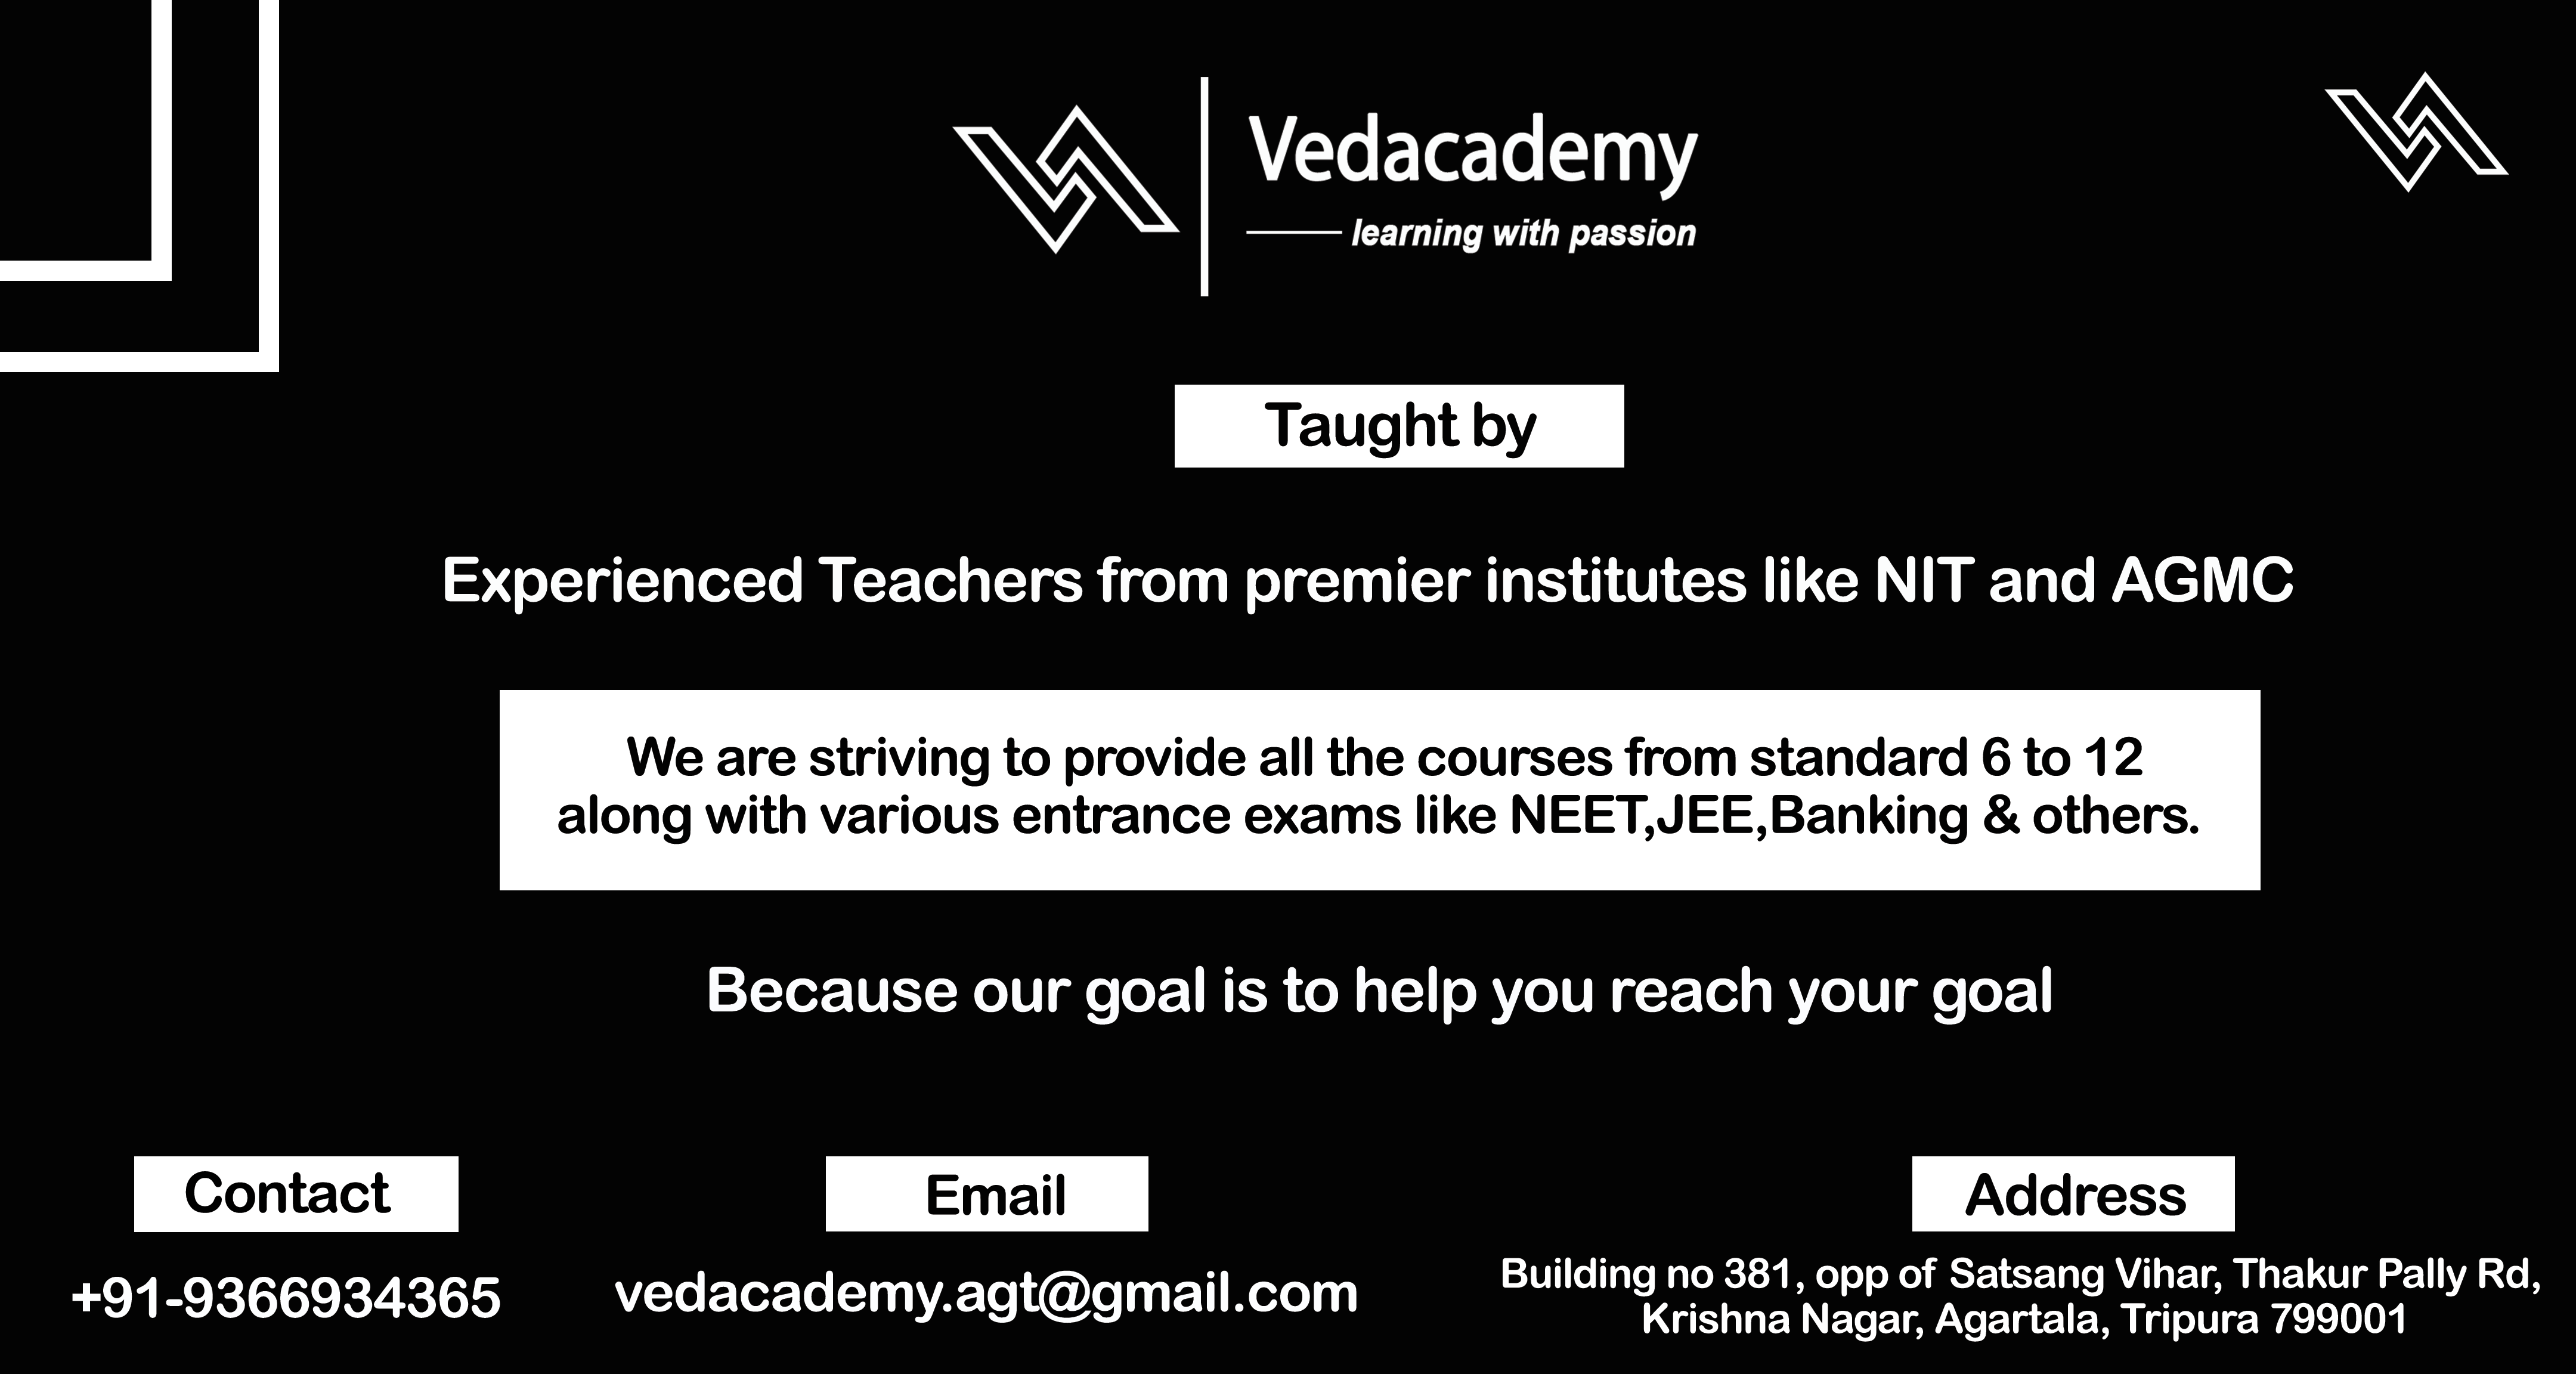 Vedacademy
learning with passion
Taught by
Experienced Teachers from premier institutes like NIT and AGMC
We are striving to provide all the courses from standard 6 to 12
along with various entrance exams like NEET,JEE,Banking & others.
Because our goal is to help you reach your goal
Contact
+91-9366934365
Email
vedacademy.agt@gmail.com
Address
Building no 381, opp of Satsang Vihar, Thakur Pally Rd,
Krishna Nagar, Agartala, Tripura 799001